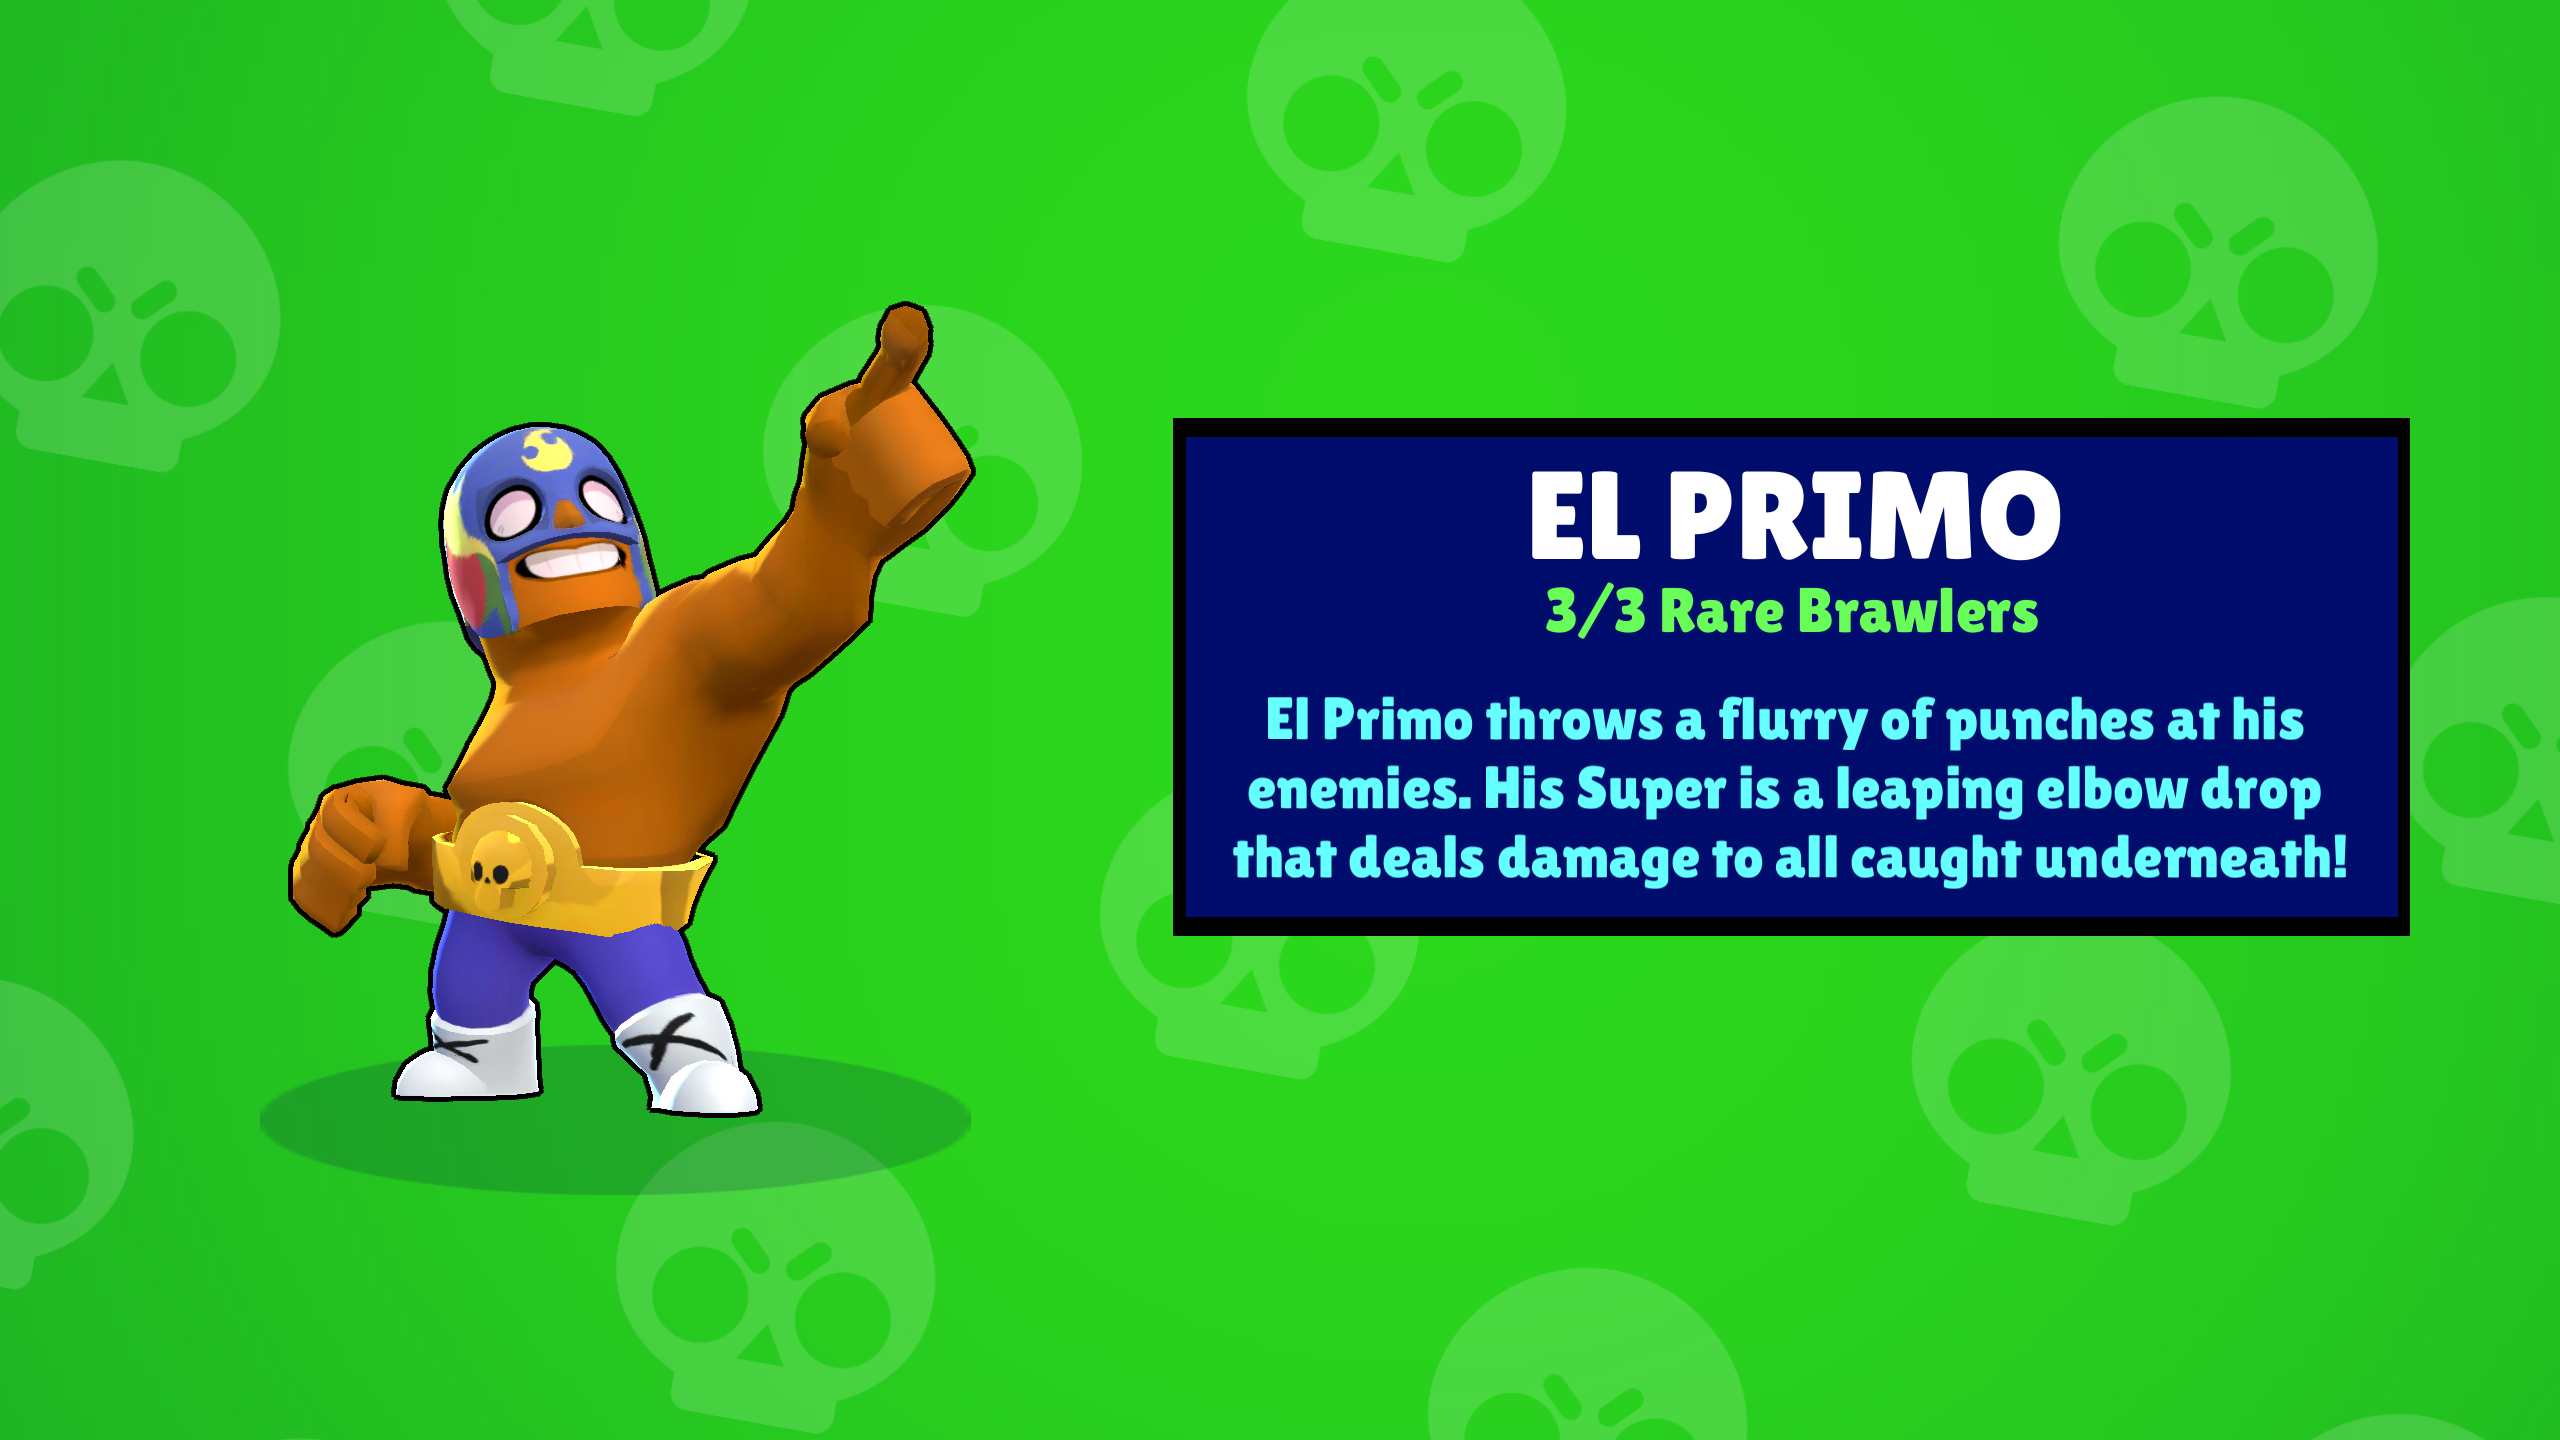 EL PRIMO
3/3 Rare Brawlers
El Primo throws a flurry of punches at his
enemies. His Super is a leaping elbow drop
that deals damage to all caught underneath!